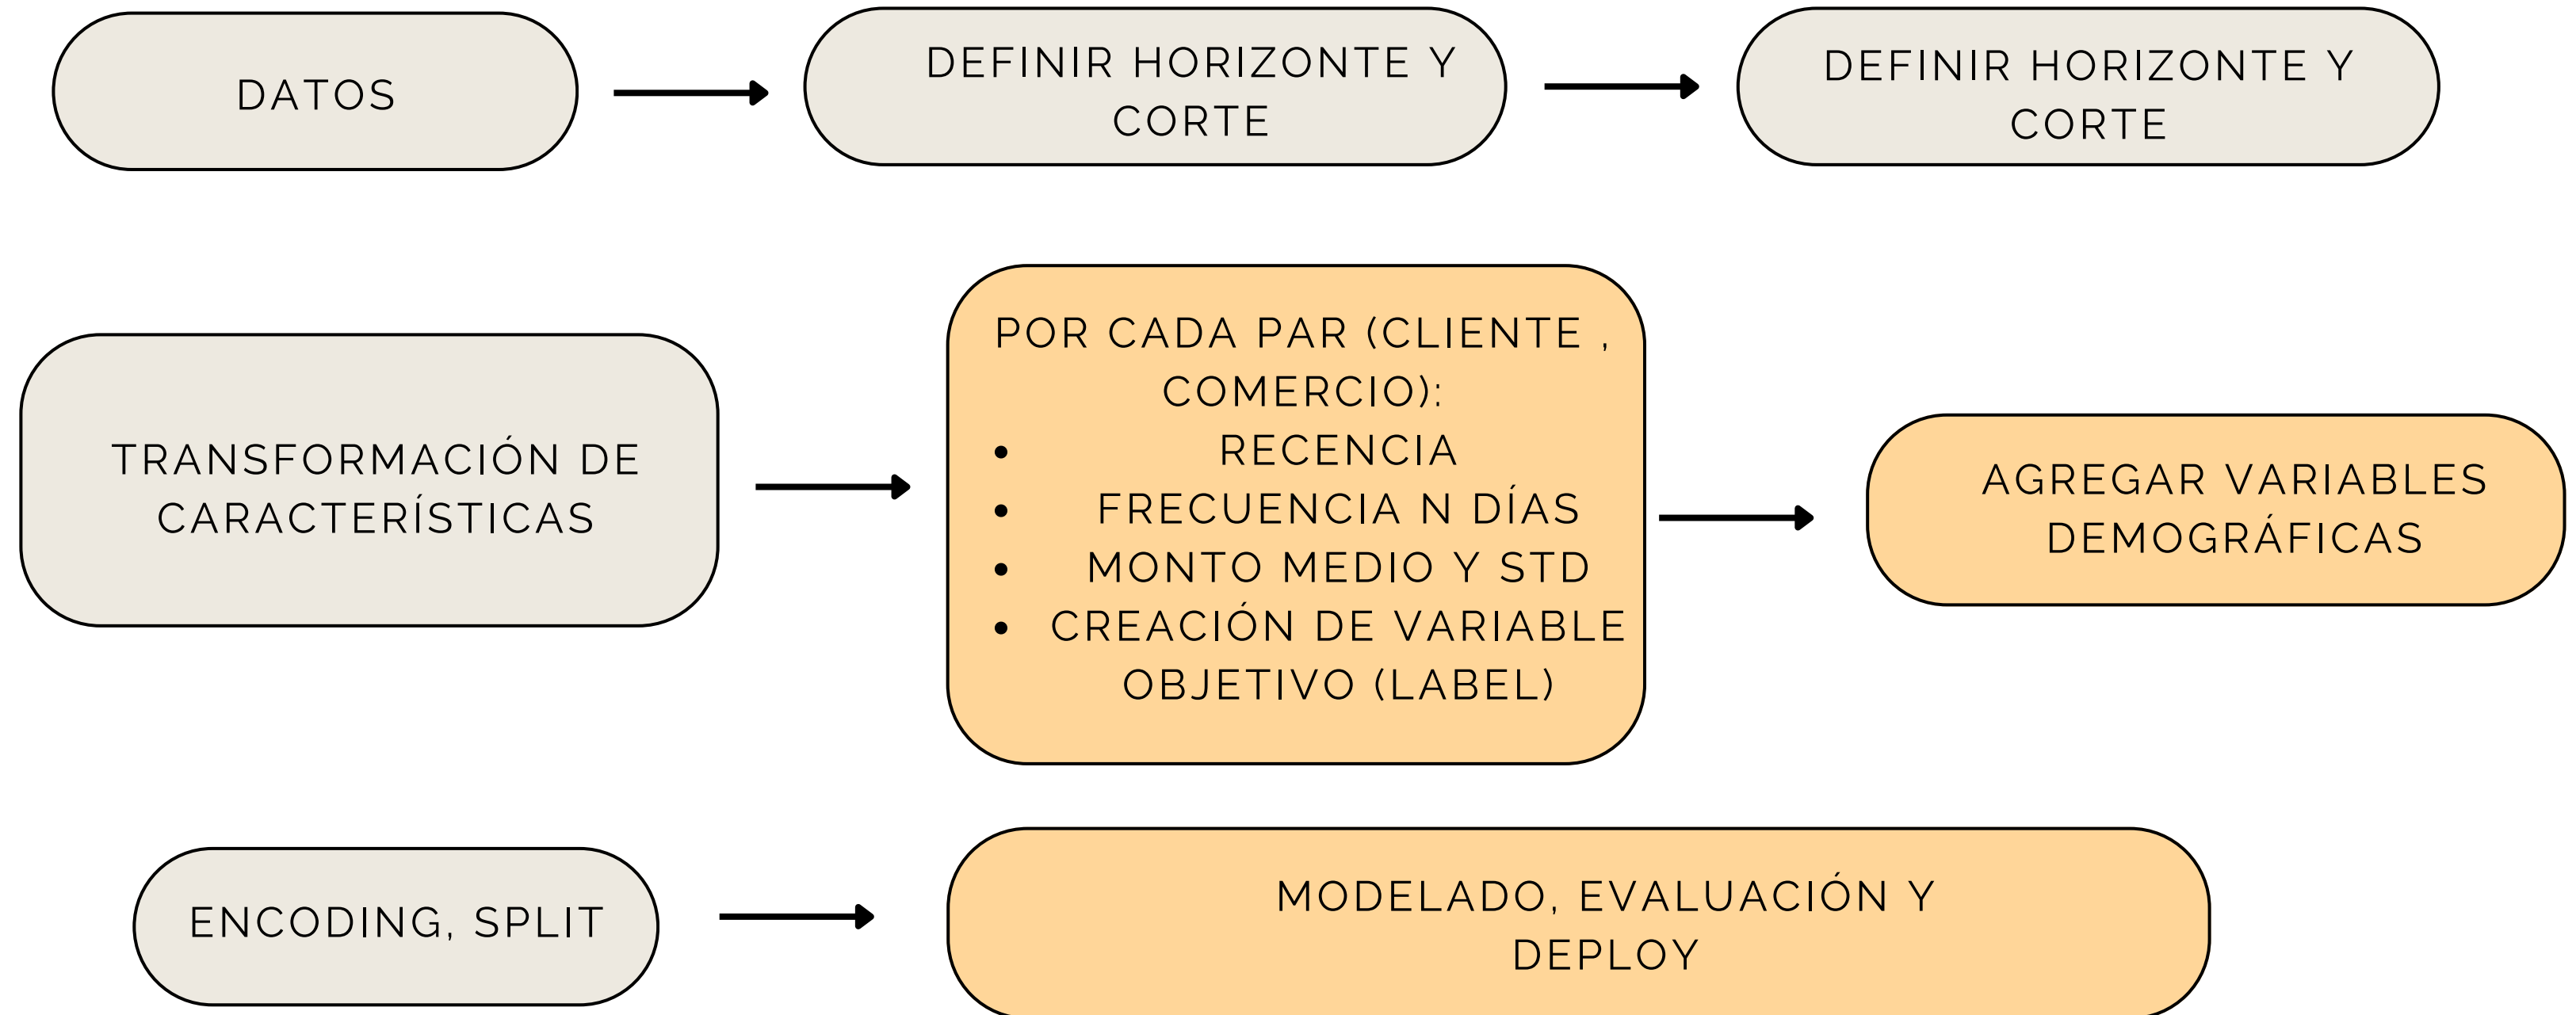 DATOS
DEFINIR HORIZONTE Y
CORTE
DEFINIR HORIZONTE Y
CORTE
TRANSFORMACIÓN DE
CARACTERÍSTICAS
POR CADA PAR (CLIENTE ,
COMERCIO):
• RECENCIA
• FRECUENCIA N DÍAS
• MONTO MEDIO Y STD
• CREACIÓN DE VARIABLE
OBJETIVO (LABEL)
AGREGAR VARIABLES
DEMOGRÁFICAS
ENCODING, SPLIT
MODELADO, EVALUACIÓN Y
DEPLOY